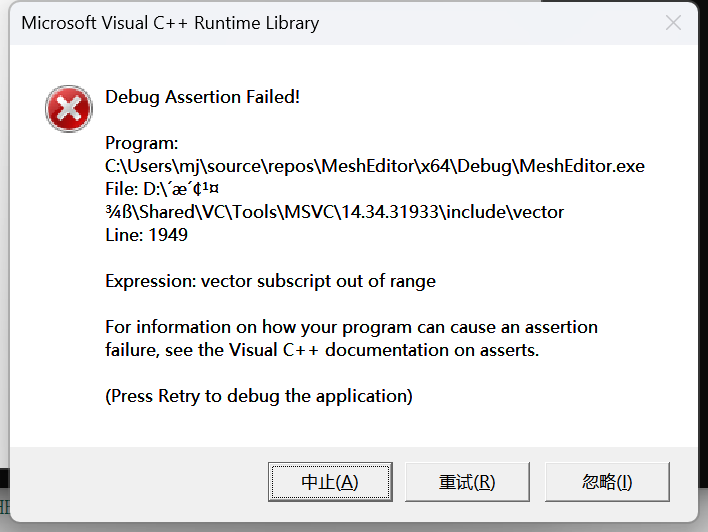 Microsoft Visual C++ Runtime Library
Debug Assertion Failed!
Program:
C:\Users\mj\source\repos\MeshEditor\x64\Debug\MeshEditor.exe
File: D:\´æ´¢¹¤
¾ß\Shared\VC\Tools\MSVC\14.34.31933\include\vector
Line: 1949
Expression: vector subscript out of range
For information on how your program can cause an assertion
failure, see the Visual C++ documentation on asserts.
(Press Retry to debug the application)
中止(A)
重试(R)
忽略(I)